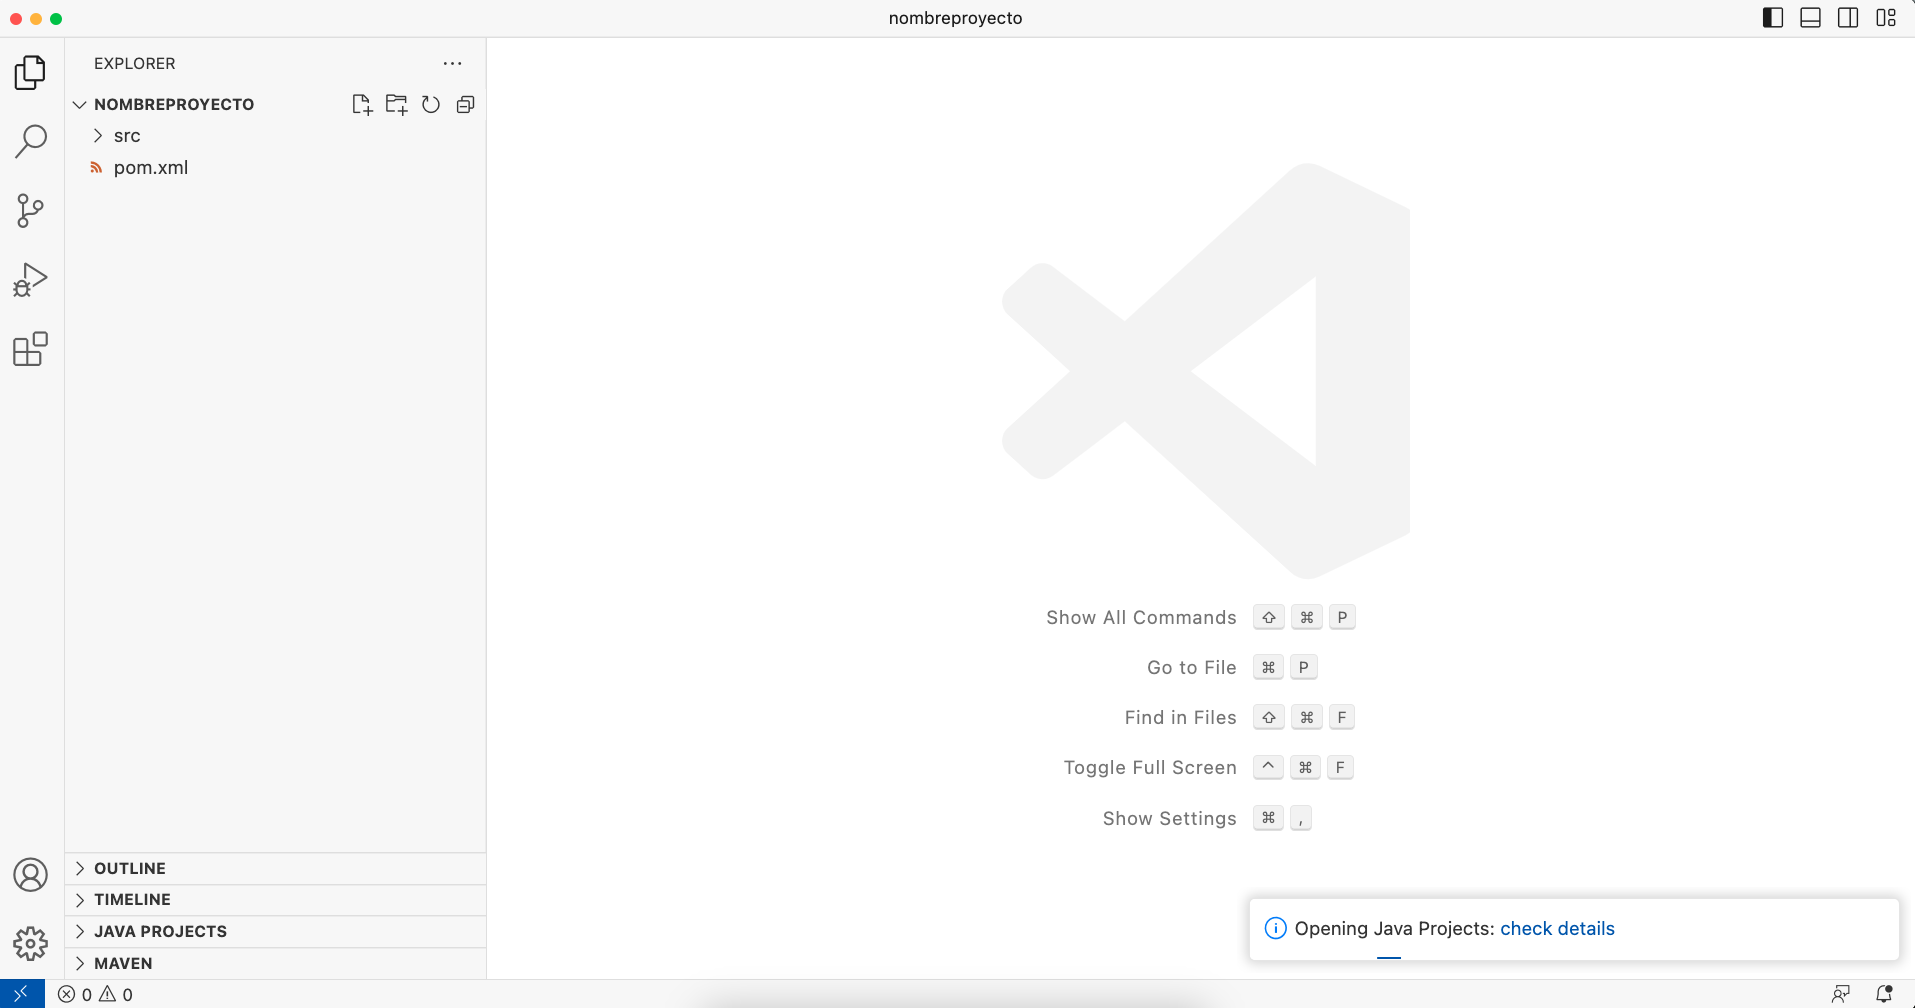 nombreproyecto
EXPLORER
NOMBREPROYECTO
src
pom.xml
Show All Commands ⇧ ⌘ P
Go to File ⌘ P
Find in Files ⇧ ⌘ F
Toggle Full Screen ^ ⌘ F
Show Settings ⌘ ,
OUTLINE
TIMELINE
JAVA PROJECTS
MAVEN
Opening Java Projects: check details
0 0